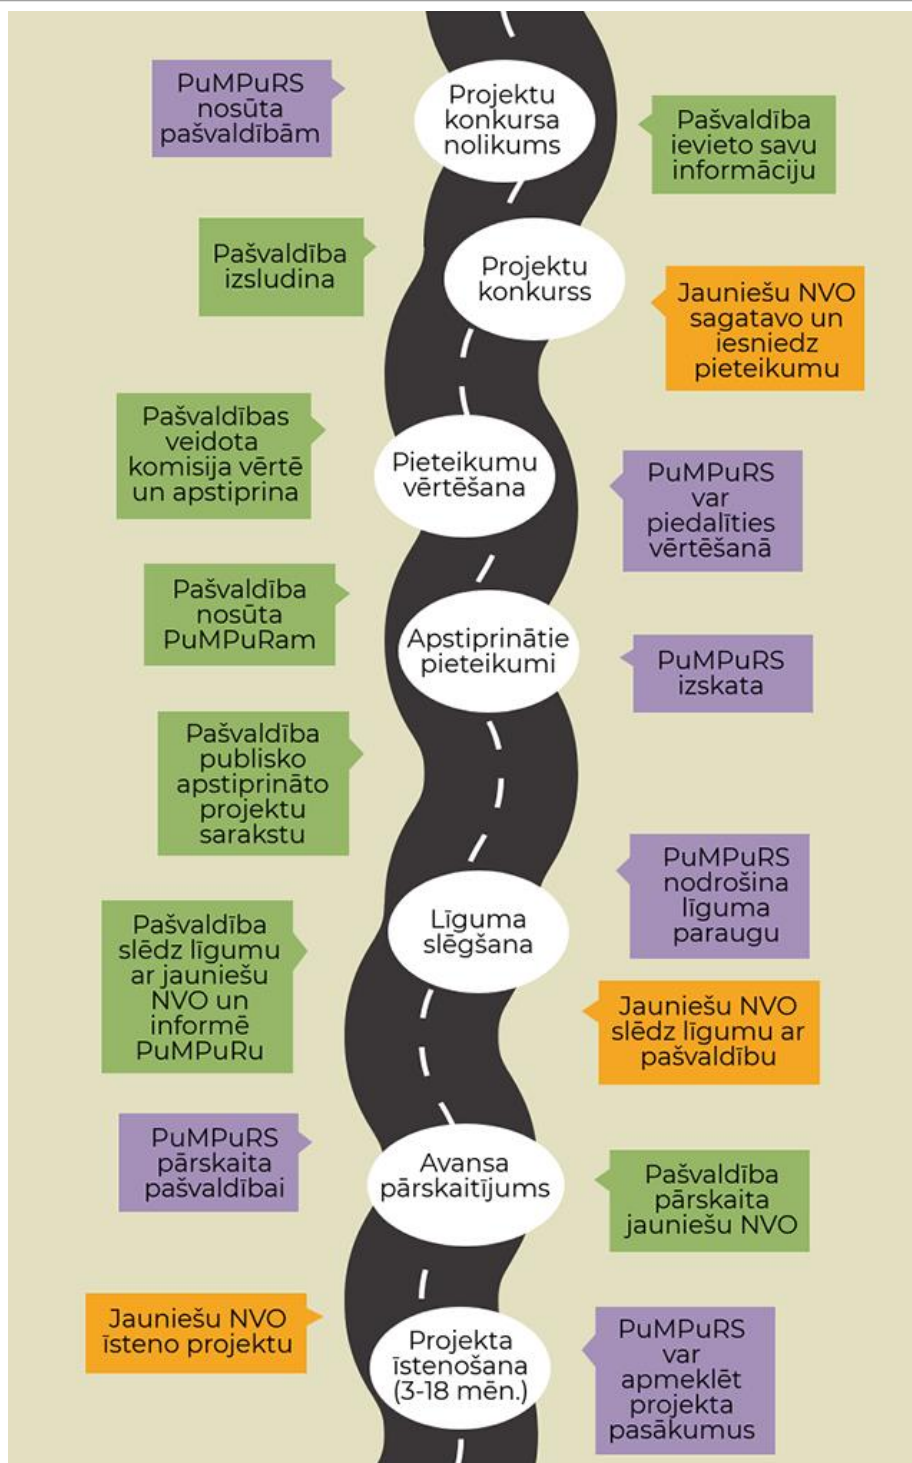 PuMPuRS
nosūta
pašvaldībām
Projektu
konkursa
nolikums
Pašvaldība
ievieto savu
informāciju
Pašvaldība
izsludina
Projektu
konkurss
Jauniešu NVO
sagatavo un
iesniedz
pieteikumu
Pašvaldības
veidota
komisija vērtē
un apstiprina
Pieteikumu
vērtēšana
PuMPuRS
var
piedalīties
vērtēšanā
Pašvaldība
nosūta
PuMPuRam
Apstiprinātie
pieteikumi
PuMPuRS
izskata
Pašvaldība
publisko
apstiprināto
projektu
sarakstu
PuMPuRS
nodrošina
līguma
paraugu
Līguma
slēgšana
Pašvaldība
slēdz līgumu
ar jauniešu
NVO un
informē
PuMPuRu
Jauniešu NVO
slēdz līgumu ar
pašvaldību
PuMPuRS
pārskaita
pašvaldībai
Avansa
pārskaitījums
Pašvaldība
pārskaita
jauniešu NVO
Jauniešu NVO
īsteno projektu
Projekta
īstenošana
(3-18 mēn.)
PuMPuRS
var
apmeklēt
projekta
pasākumus